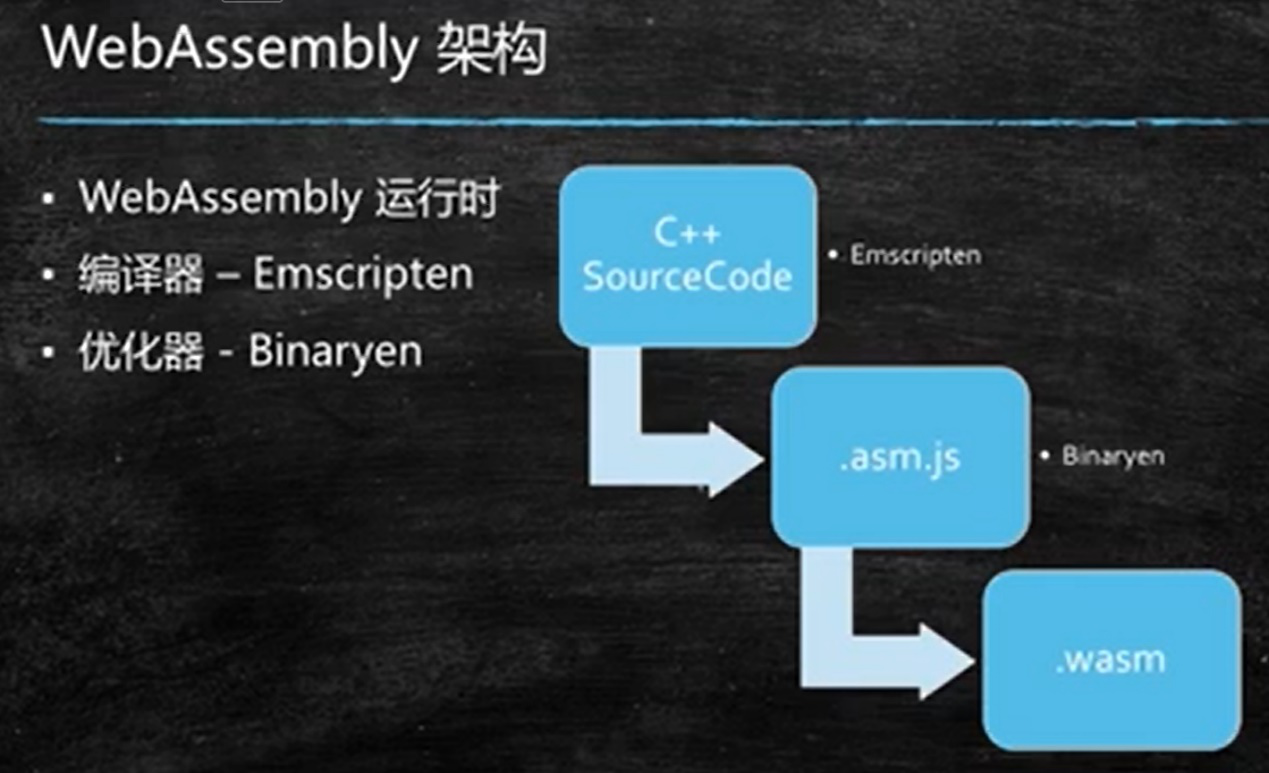 WebAssembly 架构
▪ WebAssembly 运行时
▪ 编译器 – Emscripten
▪ 优化器 - Binaryen
C++
SourceCode
• Emscripten
.asm.js
• Binaryen
.wasm